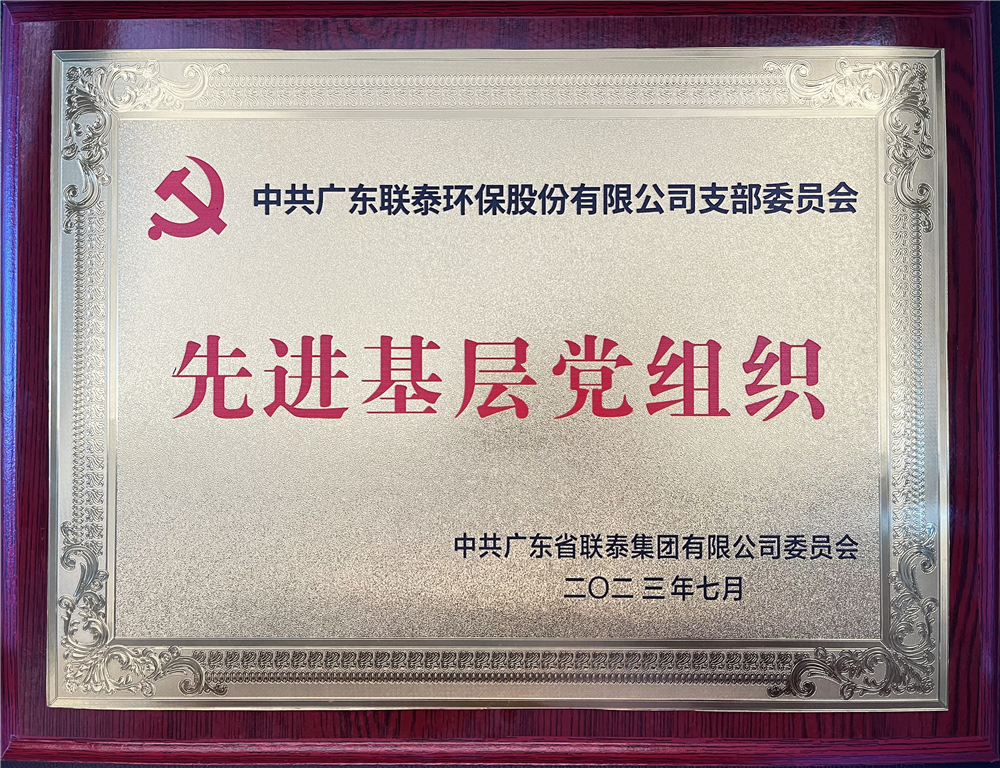 中共广东联泰环保股份有限公司支部委员会
先进基层党组织
中共广东省联泰集团有限公司委员会
二〇二三年七月